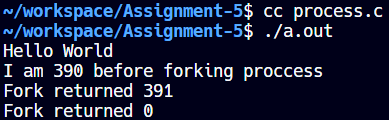 ~/workspace/Assignment-5$ cc process.c
~/workspace/Assignment-5$ ./a.out
Hello World
I am 390 before forking proccess
Fork returned 391
Fork returned 0